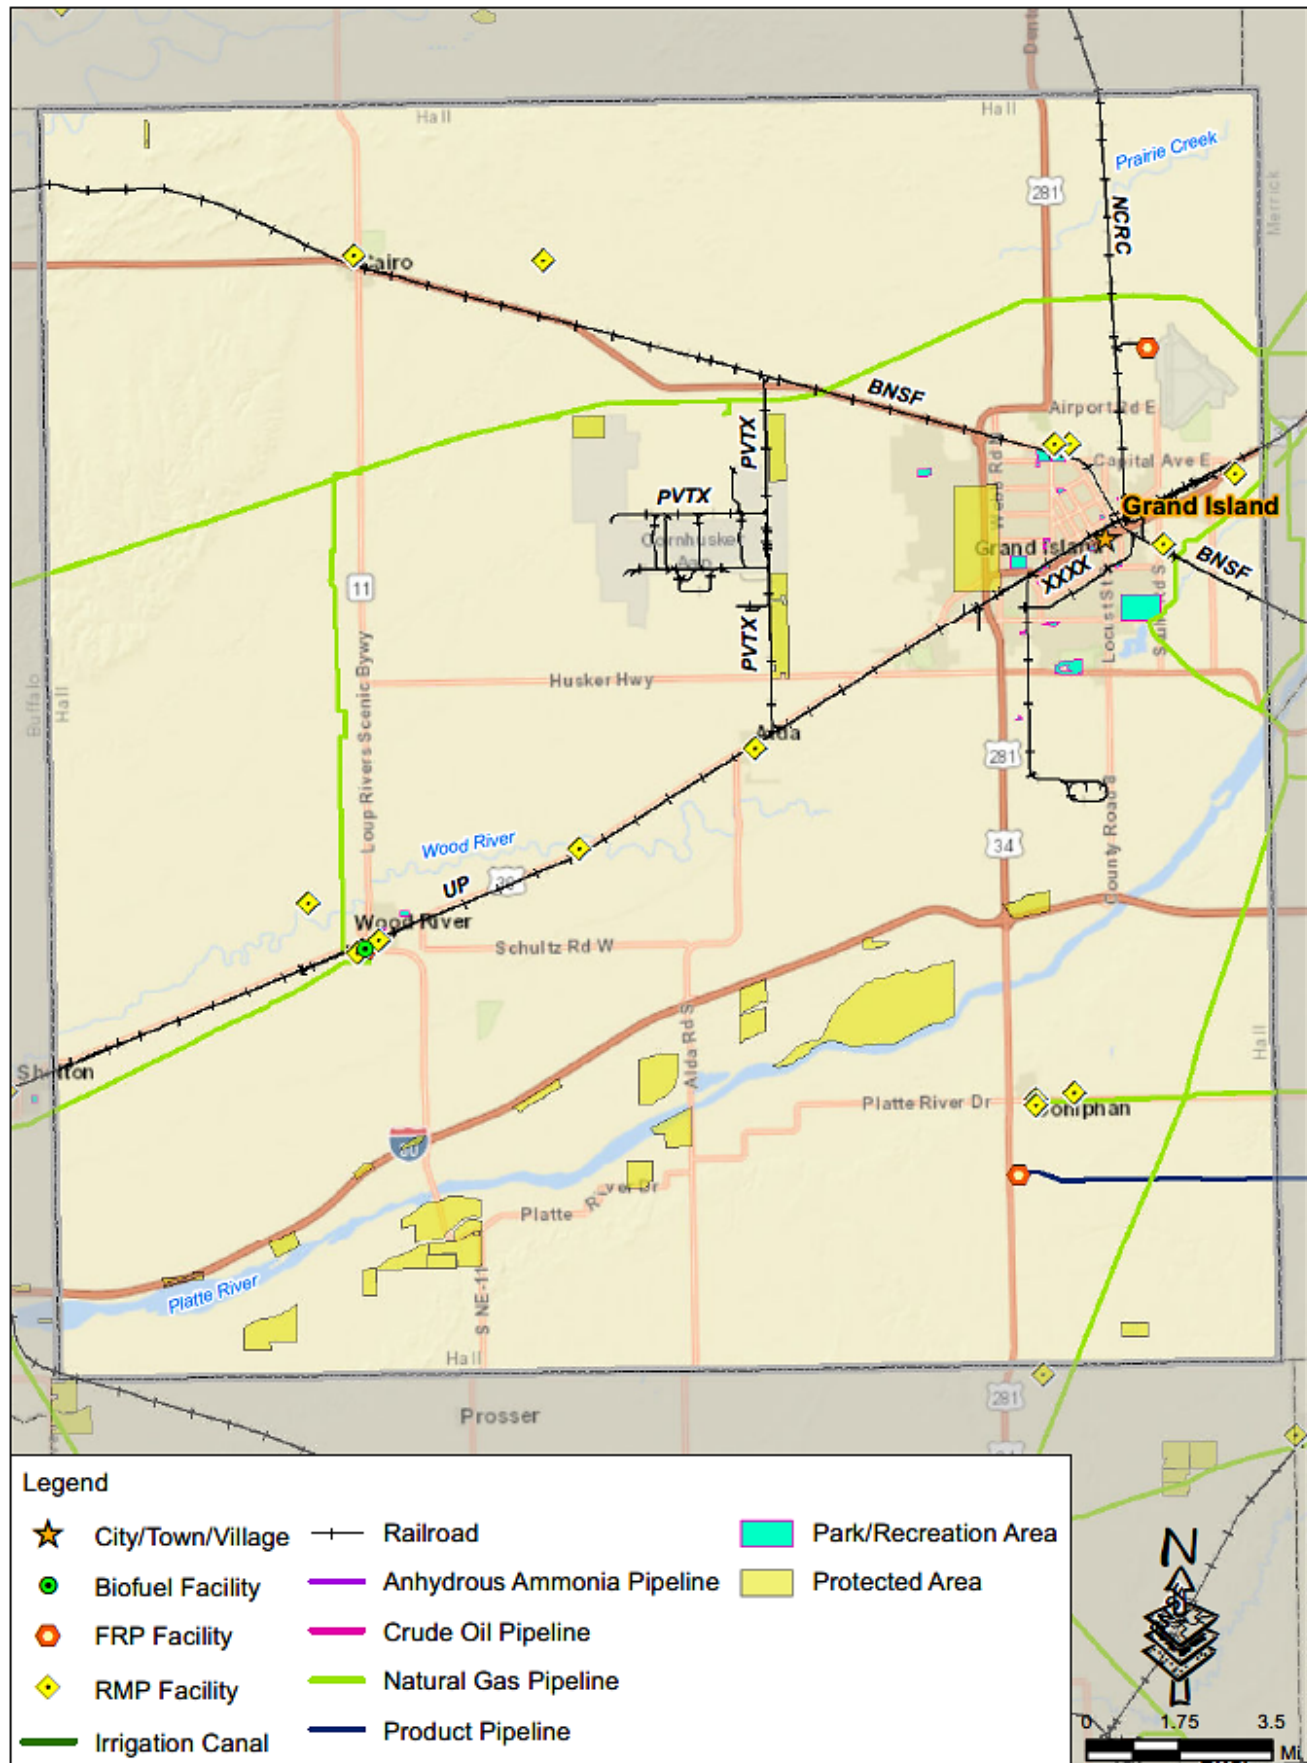 Hall
Hall
Prairie Creek
281
Merrick
NCRC
Cairo
BNSF
Airport Rd E
PVTX
Capital Ave E
PVTX
Grand Island
Cornhusker
Grand Island
XXXX
BNSF
11
Locust St
PVTX
Husker Hwy
Buffalo
Hall
Loup Rivers Scenic Bywy
Alda
281
County Road 8
Wood River
34
UP
30
Wood River
Schultz Rd W
Hall
Alda Rd S
Shelton
Platte River Dr
Doniphan
80
River Dr
Platte
Platte River
S NE-11
Hall
281
Prosser
Legend
City/Town/Village
Railroad
Park/Recreation Area
Biofuel Facility
Anhydrous Ammonia Pipeline
Protected Area
FRP Facility
Crude Oil Pipeline
RMP Facility
Natural Gas Pipeline
Irrigation Canal
Product Pipeline
N
0 1.75 3.5
Mi